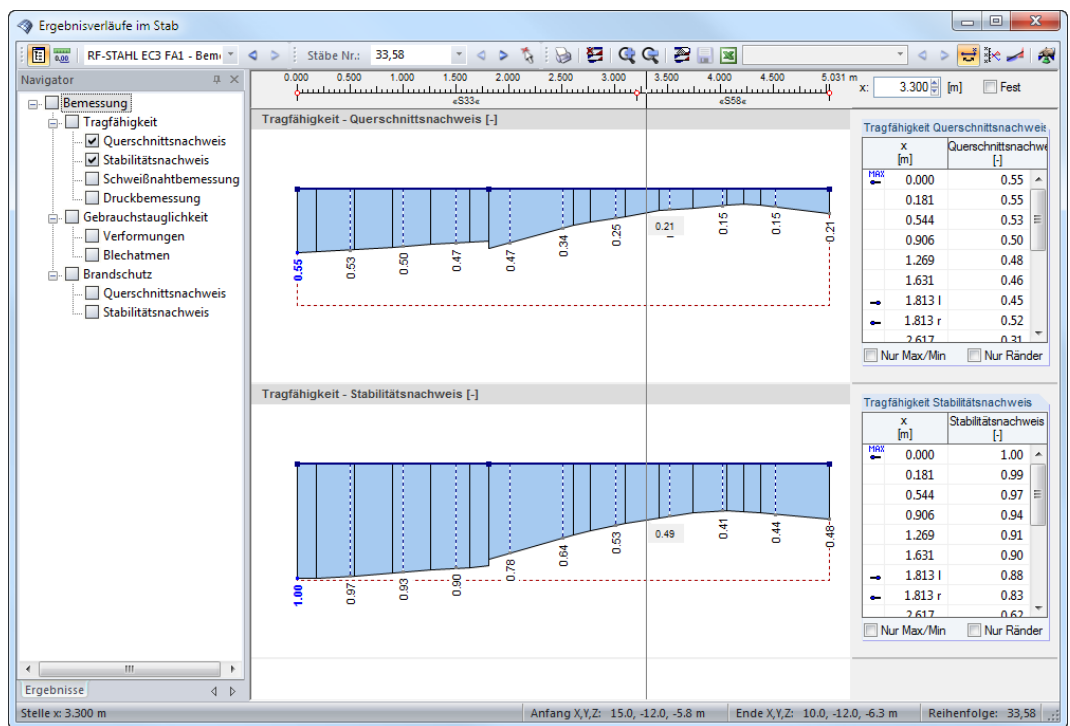 Ergebnisverläufe im Stab
0,00 RF-STAHL EC3 FA1 - Bem Stäbe Nr.: 33,58
Navigator
Bemessung
Tragfähigkeit
Querschnittsnachweis
Stabilitätsnachweis
Schweißnahtbemessung
Druckbemessung
Gebrauchstauglichkeit
Verformungen
Blechatmen
Brandschutz
Querschnittsnachweis
Stabilitätsnachweis
Ergebnisse
0.000 0.500 1.000 1.500 2.000 2.500 3.000 3.500 4.000 4.500 5.031 m
«S33« «S58«
x: 3.300 [m] Fest
Tragfähigkeit - Querschnittsnachweis [-]
0.55 0.53 0.50 0.47 0.47 0.34 0.25 0.21 0.15 0.15 0.21
Tragfähigkeit Querschnittsnachweis
x Querschnittsnachwe
[m] [-]
MAX 0.000 0.55
0.181 0.55
0.544 0.53
0.906 0.50
1.269 0.48
1.631 0.46
1.813 l 0.45
1.813 r 0.52
2.617 0.31
Nur Max/Min Nur Ränder
Tragfähigkeit - Stabilitätsnachweis [-]
1.00 0.97 0.93 0.90 0.78 0.64 0.53 0.49 0.41 0.44 0.48
Tragfähigkeit Stabilitätsnachweis
x Stabilitätsnachweis
[m] [-]
MAX 0.000 1.00
0.181 0.99
0.544 0.97
0.906 0.94
1.269 0.91
1.631 0.90
1.813 l 0.88
1.813 r 0.83
2.617 0.62
Nur Max/Min Nur Ränder
Stelle x: 3.300 m Anfang X,Y,Z: 15.0, -12.0, -5.8 m Ende X,Y,Z: 10.0, -12.0, -6.3 m Reihenfolge: 33,58